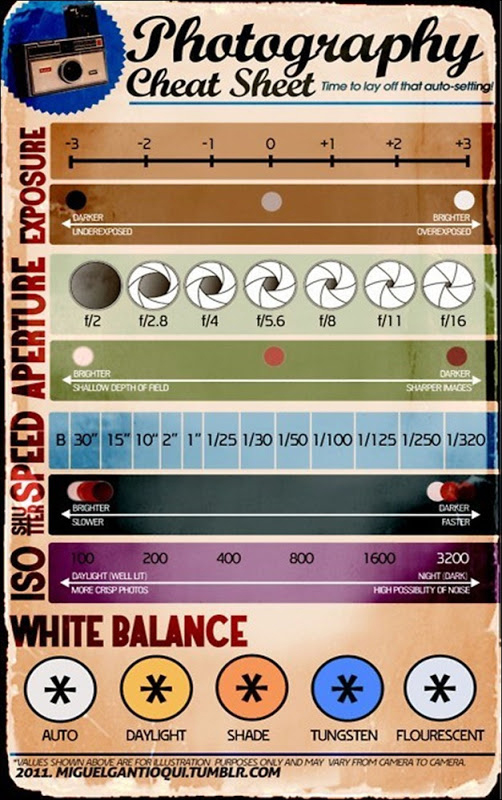 Photography
Cheat Sheet Time to lay off that auto-setting!
EXPOSURE
-3 -2 -1 0 +1 +2 +3
DARKER BRIGHTER
UNDEREXPOSED OVEREXPOSED
APERTURE
f/2 f/2.8 f/4 f/5.6 f/8 f/11 f/16
BRIGHTER DARKER
SHALLOW DEPTH OF FIELD SHARPER IMAGES
SHUTTER SPEED
B 30" 15" 10" 2" 1" 1/25 1/30 1/50 1/100 1/125 1/250 1/320
BRIGHTER DARKER
SLOWER FASTER
ISO
100 200 400 800 1600 3200
DAYLIGHT (WELL LIT) NIGHT (DARK)
MORE CRISP PHOTOS HIGH POSSIBLITY OF NOISE
WHITE BALANCE
* * * * *
AUTO DAYLIGHT SHADE TUNGSTEN FLOURESCENT
*VALUES SHOWN ABOVE ARE FOR ILLUSTRATION PURPOSES ONLY AND MAY VARY FROM CAMERA TO CAMERA.
2011. MIGUELGANTIOQUI.TUMBLR.COM